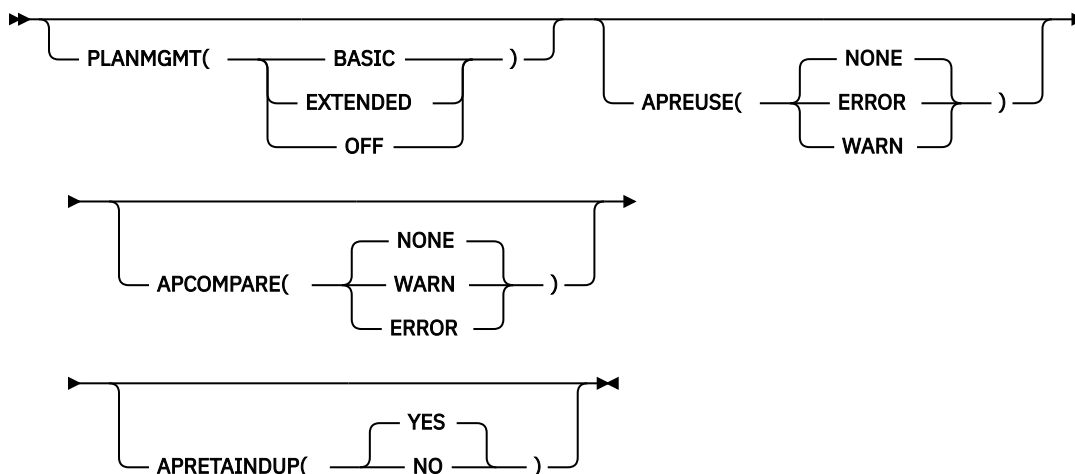 PLANMGMT( BASIC )
EXTENDED
OFF
APREUSE( NONE
ERROR )
WARN
APCOMPARE( NONE
WARN )
ERROR
APRETAINDUP( YES
NO )